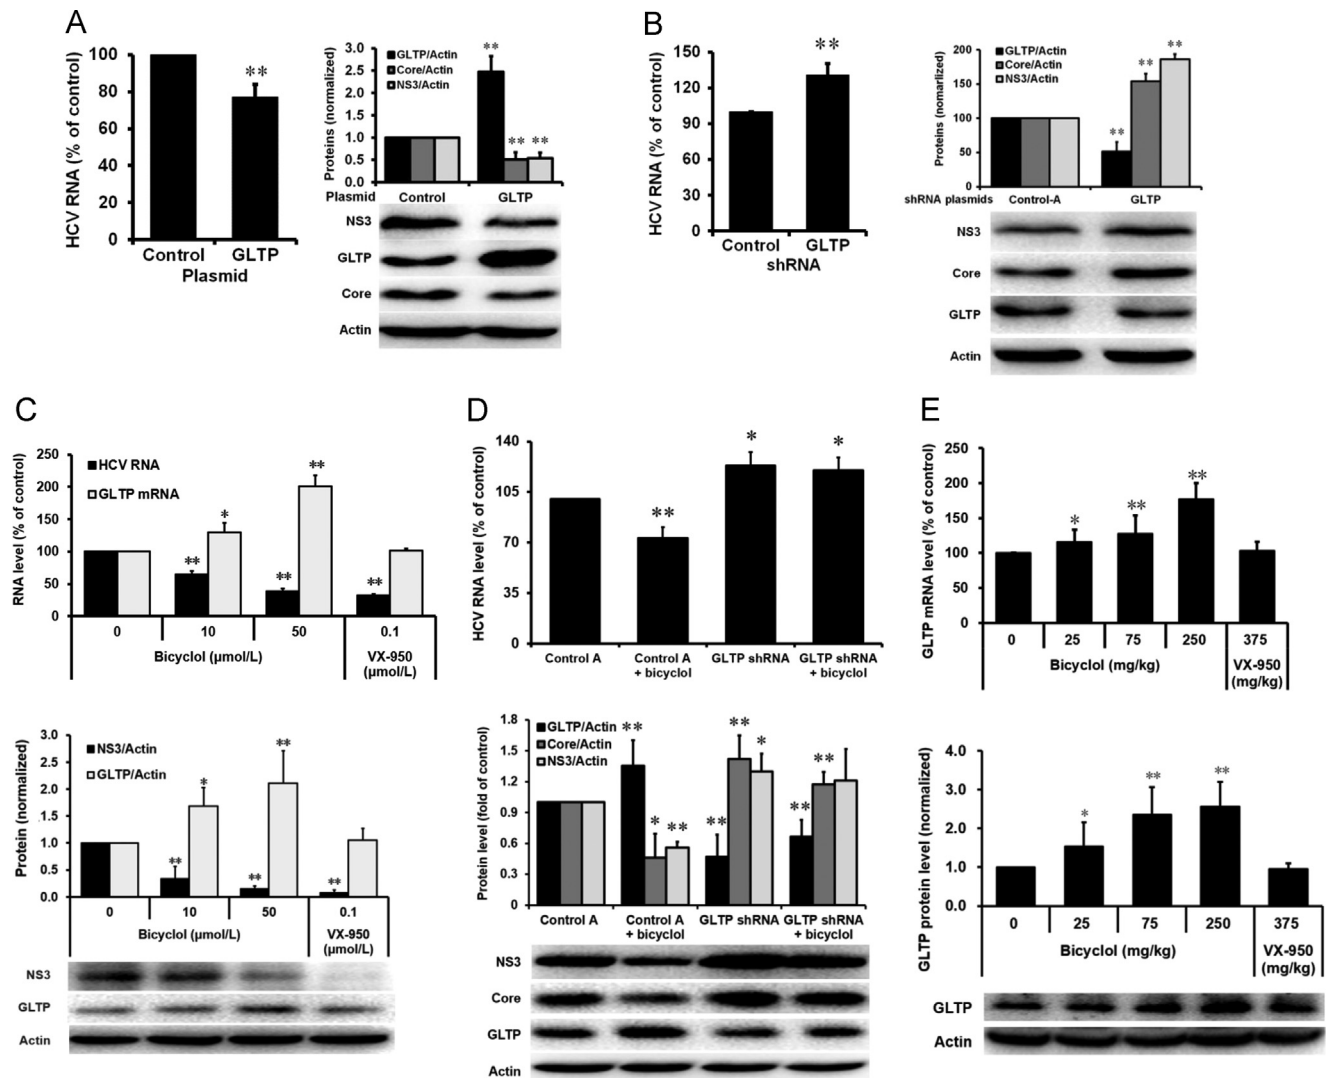 A
HCV RNA (% of control)
100
80
60
40
20
0
**
Control GLTP
Plasmid
Proteins (normarlized)
3.0
2.5
2.0
1.5
1.0
0.5
0.0
GLTP/Actin
Core/Actin
NS3/Actin
**
** **
Plasmid Control GLTP
NS3
GLTP
Core
Actin
B
HCV RNA (% of control)
150
120
90
60
30
0
**
Control GLTP
shRNA
Proteins (nomarlized)
200
150
100
50
0
GLTP/Actin
Core/Actin
NS3/Actin
**
**
**
shRNA plasmids Control-A GLTP
NS3
Core
GLTP
Actin
C
RNA level (% of control)
250
200
150
100
50
0
HCV RNA
GLTP mRNA
**
*
** ** **
0 10 50 0.1
Bicyclol (μmol/L) VX-950
(μmol/L)
Protein (normalized)
3.0
2.5
2.0
1.5
1.0
0.5
0.0
NS3/Actin
GLTP/Actin
**
*
** ** **
0 10 50 0.1
Bicyclol (μmol/L) VX-950
(μmol/L)
NS3
GLTP
Actin
D
HCV RNA level (% of control)
140
105
70
35
0
** * *
Control A Control A GLTP shRNA GLTP shRNA
+ bicyclol + bicyclol
Protein level (fold of control)
1.8
1.5
1.2
0.9
0.6
0.3
0
GLTP/Actin
Core/Actin
NS3/Actin
** **
* **
** * ** **
Control A Control A GLTP shRNA GLTP shRNA
+ bicyclol + bicyclol
NS3
Core
GLTP
Actin
E
GLTP mRNA level (% of control)
250
200
150
100
50
0
* ** **
0 25 75 250 375
Bicyclol (mg/kg) VX-950
(mg/kg)
GLTP protein level (normalized)
4.0
3.0
2.0
1.0
0.0
* ** **
0 25 75 250 375
Bicyclol (mg/kg) VX-950
(mg/kg)
GLTP
Actin